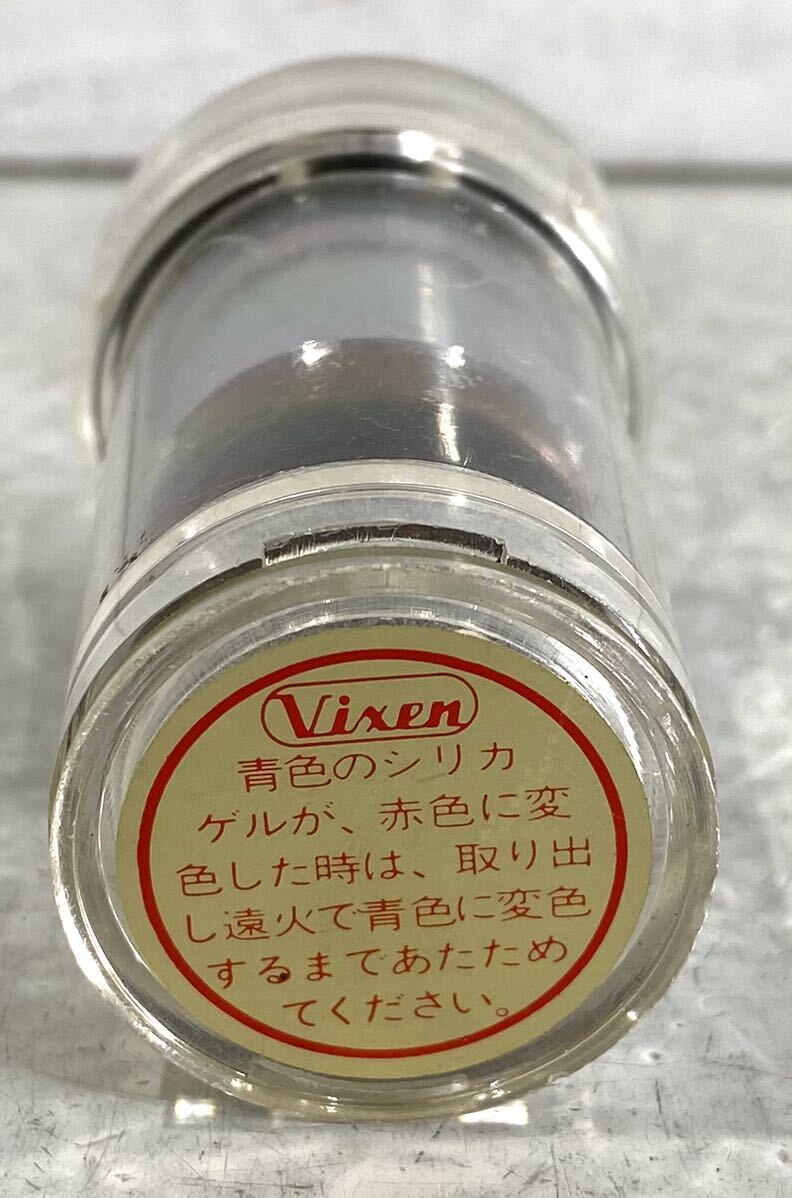 Vixen
青色のシリカ
ゲルが、赤色に変
色した時は、取り出
し遠火で青色に変色
するまであたため
てください。